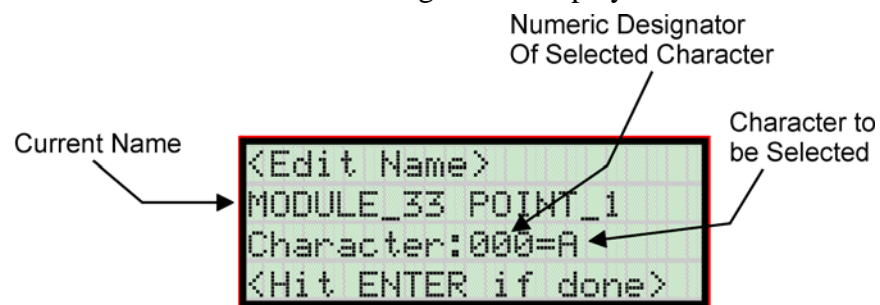 Numeric Designator
Of Selected Character
Current Name
Character to
be Selected
<Edit Name>
MODULE_33 POINT_1
Character:000=A
<Hit ENTER if done>